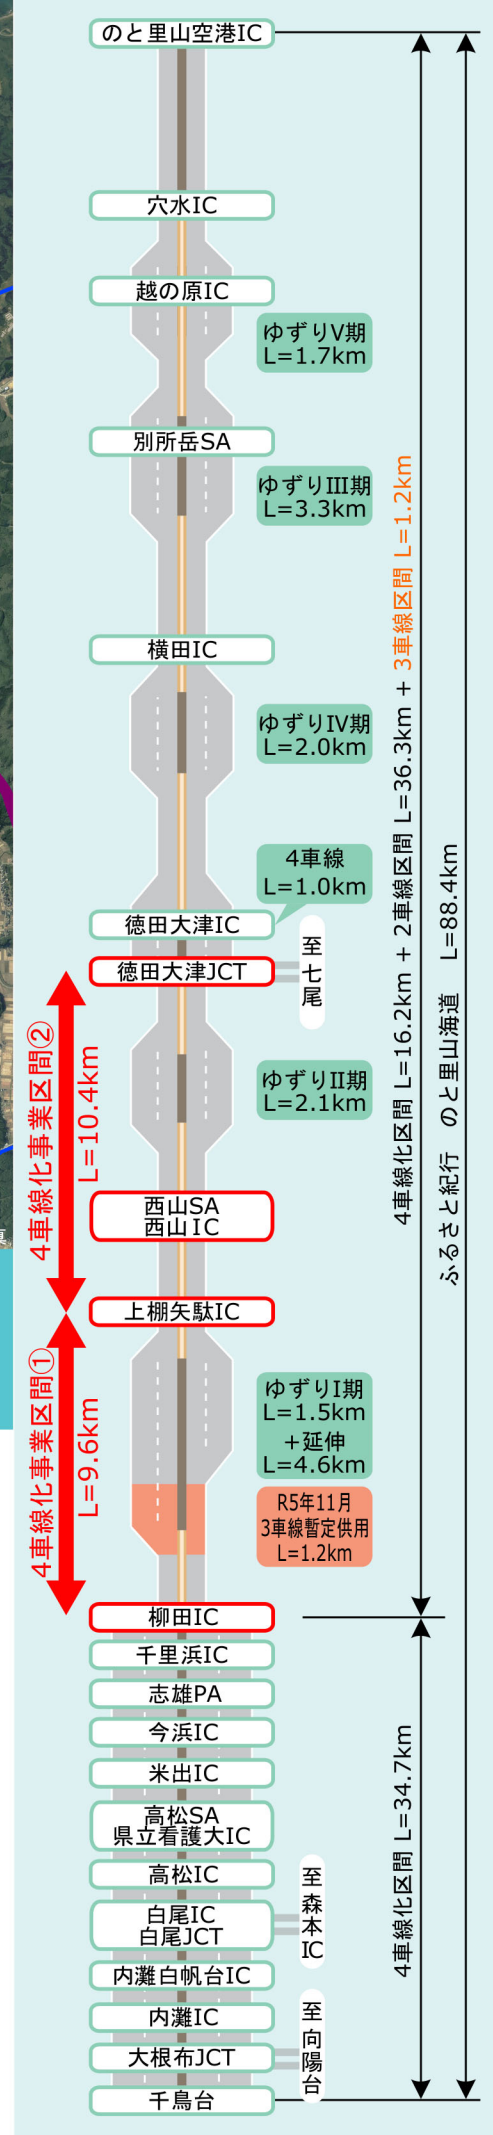 のと里山空港IC
穴水IC
越の原IC
ゆずりV期
L=1.7km
別所岳SA
ゆずりIII期
L=3.3km
横田IC
ゆずりIV期
L=2.0km
4車線
L=1.0km
徳田大津IC
徳田大津JCT
至七尾
ゆずりII期
L=2.1km
西山SA
西山IC
上棚矢駄IC
ゆずりI期
L=1.5km
+延伸
L=4.6km
R5年11月
3車線暫定供用
L=1.2km
柳田IC
千里浜IC
志雄PA
今浜IC
米出IC
高松SA
県立看護大IC
高松IC
白尾IC
白尾JCT
至森本IC
内灘白帆台IC
内灘IC
大根布JCT
至向陽台
千鳥台
4車線化事業区間②
L=10.4km
4車線化事業区間①
L=9.6km
4車線化区間 L=16.2km + 2車線区間 L=36.3km + 3車線区間 L=1.2km
4車線化区間 L=34.7km
ふるさと紀行 のと里山海道 L=88.4km